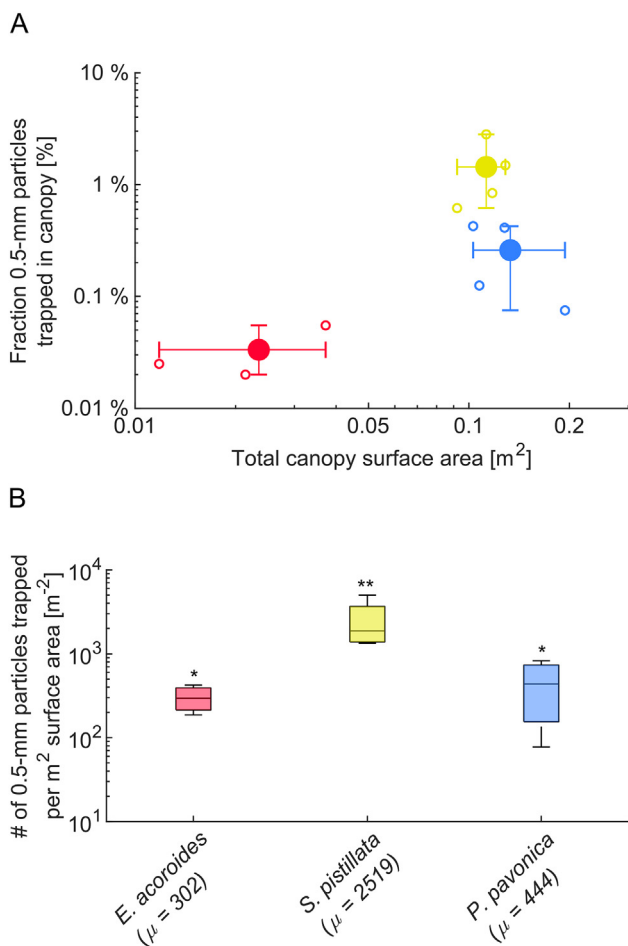 A
Fraction 0.5-mm particles
trapped in canopy [%]
10 %
1 %
0.1 %
0.01 %
0.01
0.05
0.1
0.2
Total canopy surface area [m²]
B
# of 0.5-mm particles trapped
per m² surface area [m⁻²]
10⁴
10³
10²
10¹
*
**
*
E. acoroides
(μ = 302)
S. pistillata
(μ = 2519)
P. pavonica
(μ = 444)